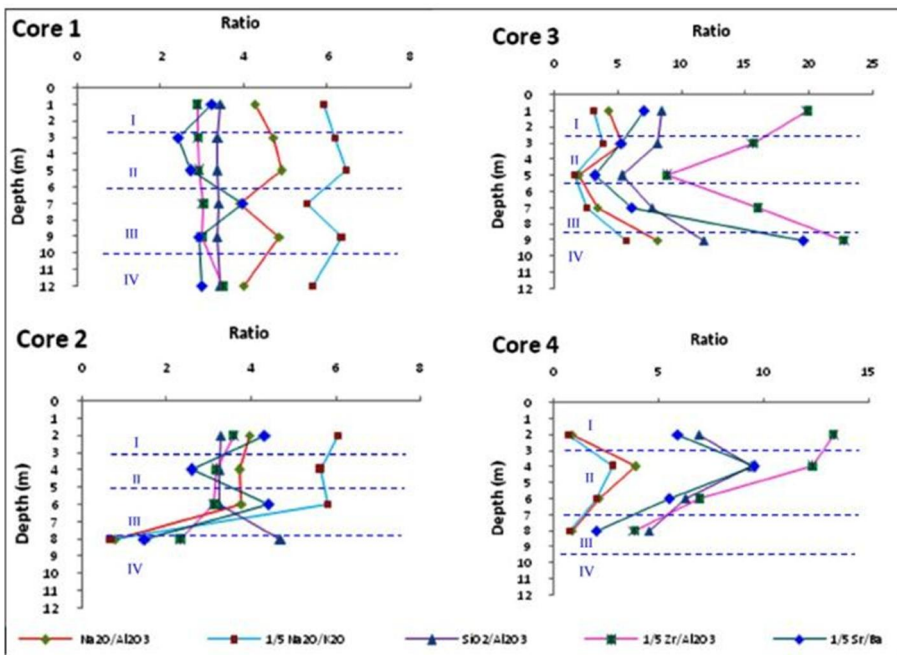 Core 1
Ratio
0 2 4 6 8
Depth (m)
0
1
2
3
4
5
6
7
8
9
10
11
12
I
II
III
IV
Core 3
Ratio
0 5 10 15 20 25
Depth (m)
0
1
2
3
4
5
6
7
8
9
10
11
12
I
II
III
IV
Core 2
Ratio
0 2 4 6 8
Depth (m)
0
1
2
3
4
5
6
7
8
9
10
11
12
I
II
III
IV
Core 4
Ratio
0 5 10 15
Depth (m)
0
1
2
3
4
5
6
7
8
9
10
11
12
I
II
III
IV
Na2O/Al2O3 1/5 Na2O/K2O SiO2/Al2O3 1/5 Zr/Al2O3 1/5 Sr/Ba